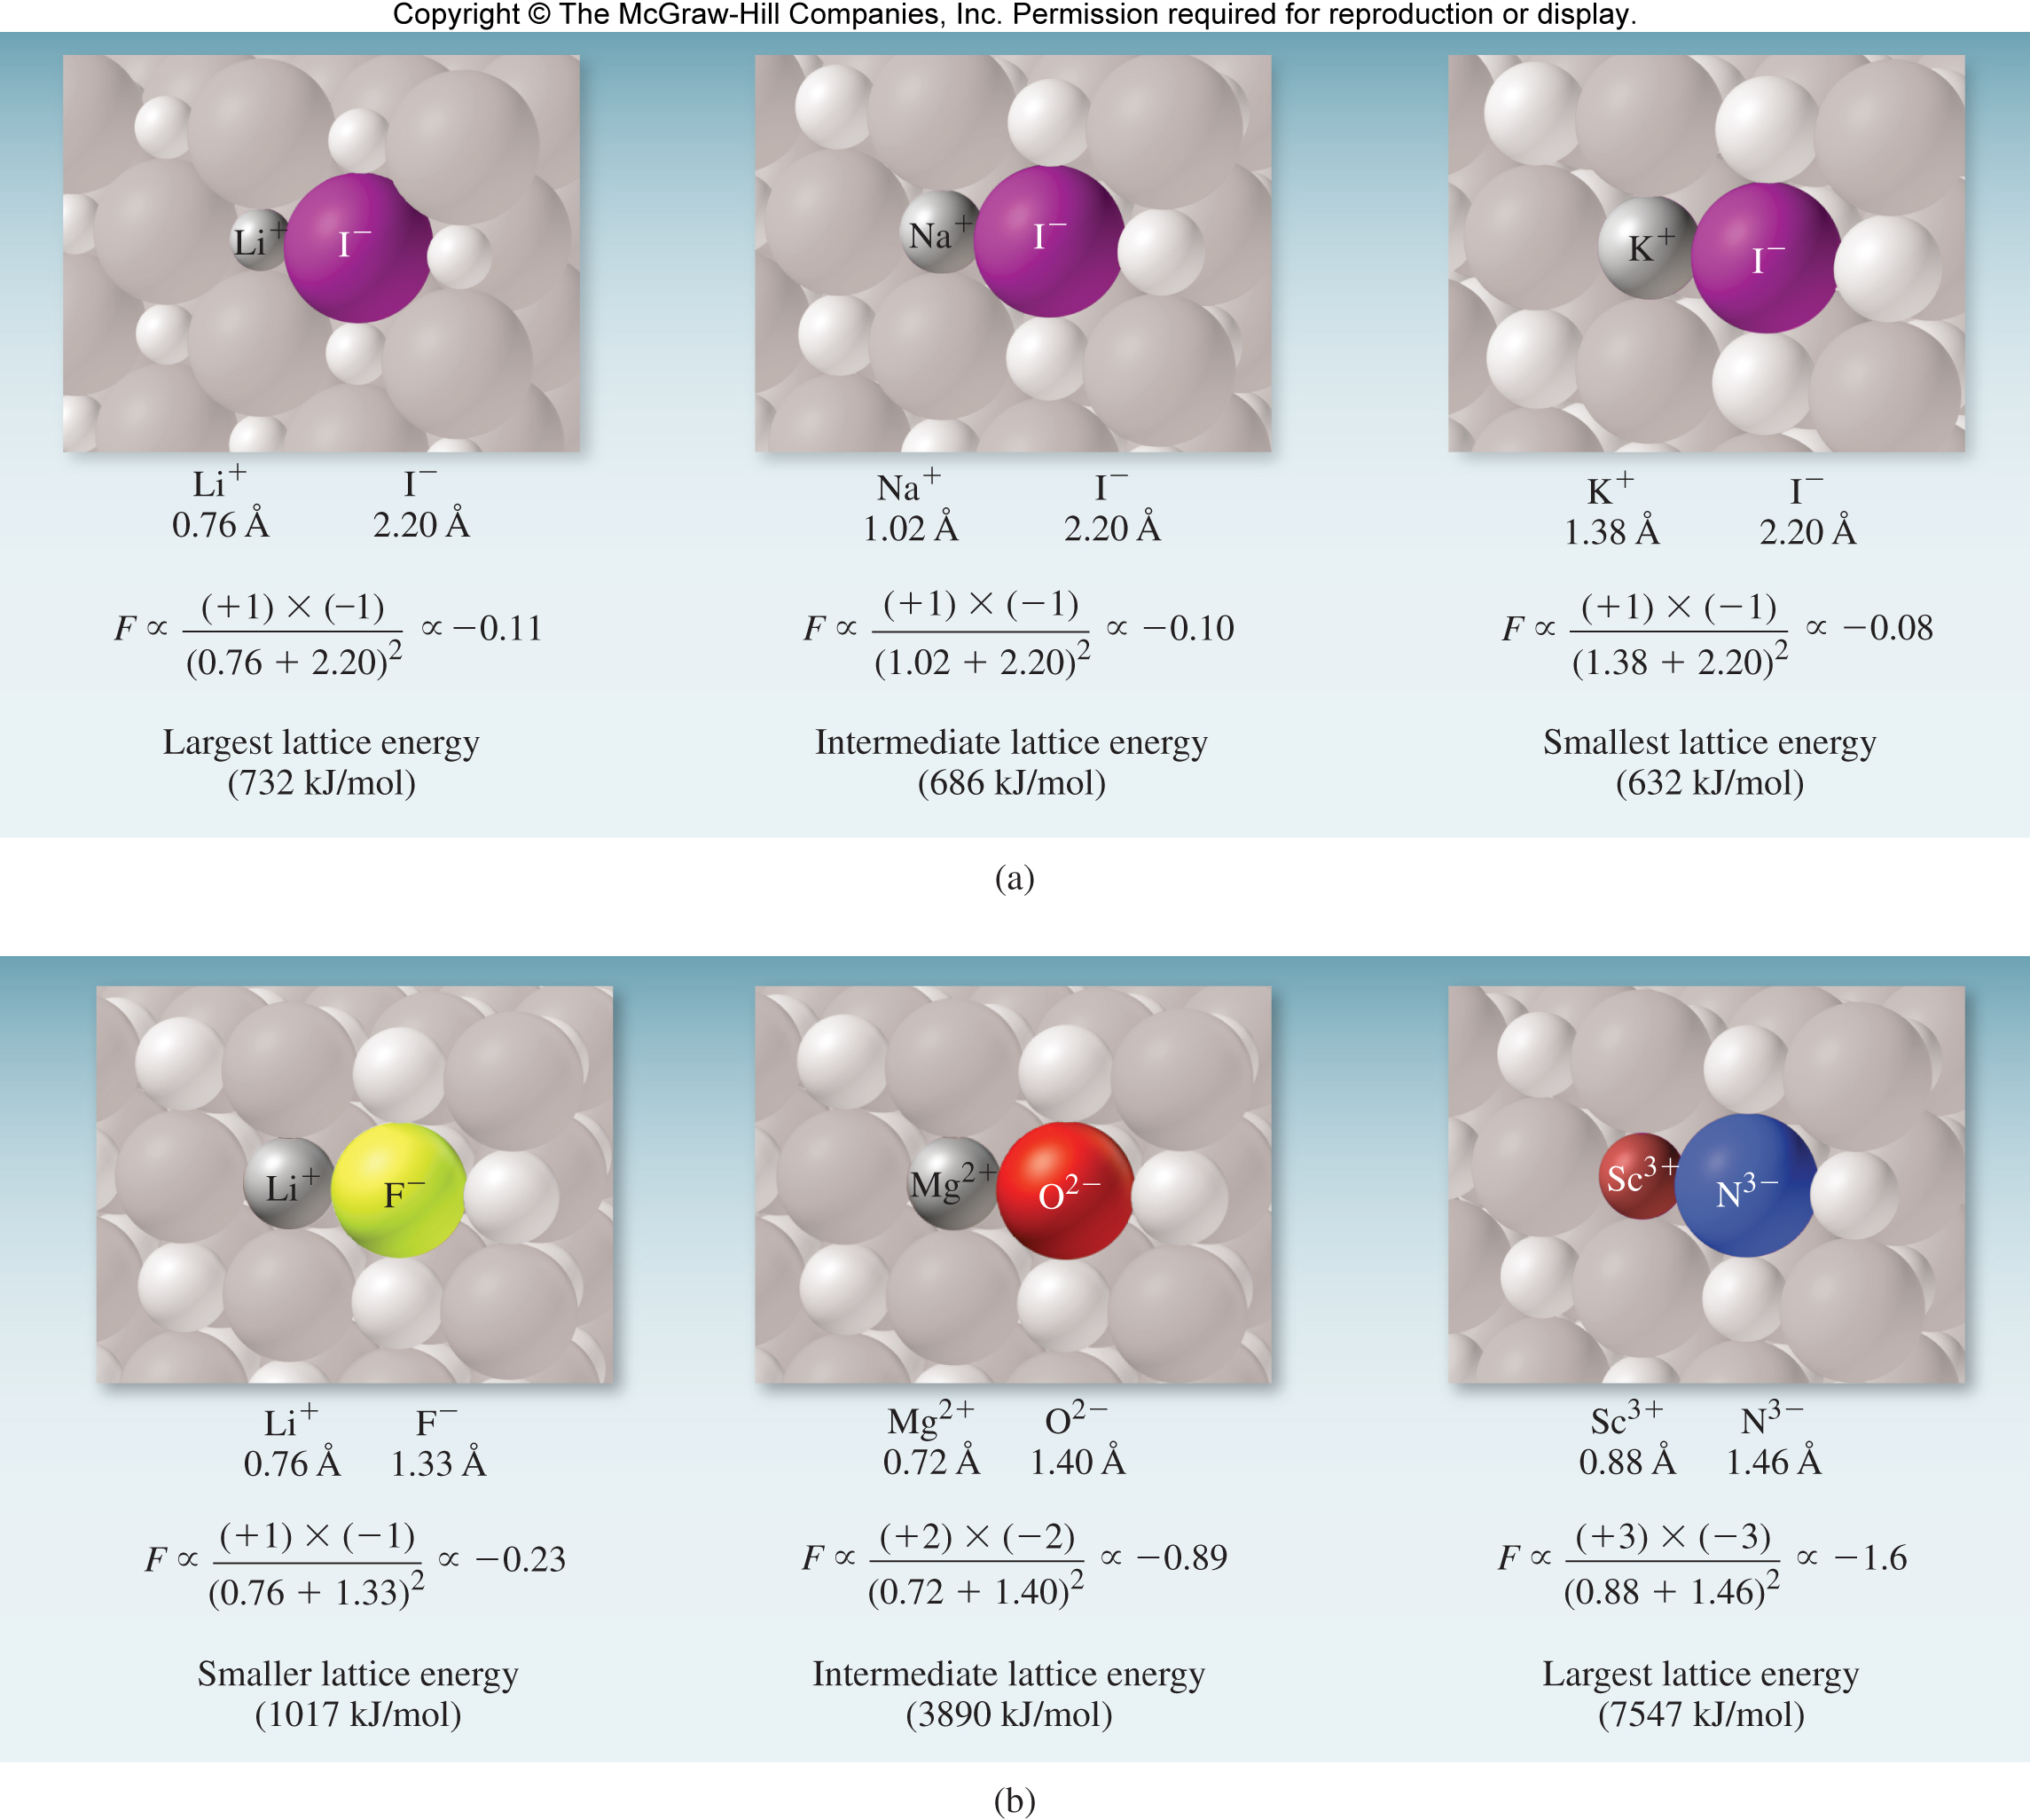 Copyright © The McGraw-Hill Companies, Inc. Permission required for reproduction or display.
Li⁺ I⁻
Na⁺ I⁻
K⁺ I⁻
Li⁺ I⁻
0.76 Å 2.20 Å
F ∝ (+1) × (−1) / (0.76 + 2.20)² ∝ −0.11
Largest lattice energy
(732 kJ/mol)
Na⁺ I⁻
1.02 Å 2.20 Å
F ∝ (+1) × (−1) / (1.02 + 2.20)² ∝ −0.10
Intermediate lattice energy
(686 kJ/mol)
K⁺ I⁻
1.38 Å 2.20 Å
F ∝ (+1) × (−1) / (1.38 + 2.20)² ∝ −0.08
Smallest lattice energy
(632 kJ/mol)
(a)
Li⁺ F⁻
Mg²⁺ O²⁻
Sc³⁺ N³⁻
Li⁺ F⁻
0.76 Å 1.33 Å
F ∝ (+1) × (−1) / (0.76 + 1.33)² ∝ −0.23
Smaller lattice energy
(1017 kJ/mol)
Mg²⁺ O²⁻
0.72 Å 1.40 Å
F ∝ (+2) × (−2) / (0.72 + 1.40)² ∝ −0.89
Intermediate lattice energy
(3890 kJ/mol)
Sc³⁺ N³⁻
0.88 Å 1.46 Å
F ∝ (+3) × (−3) / (0.88 + 1.46)² ∝ −1.6
Largest lattice energy
(7547 kJ/mol)
(b)